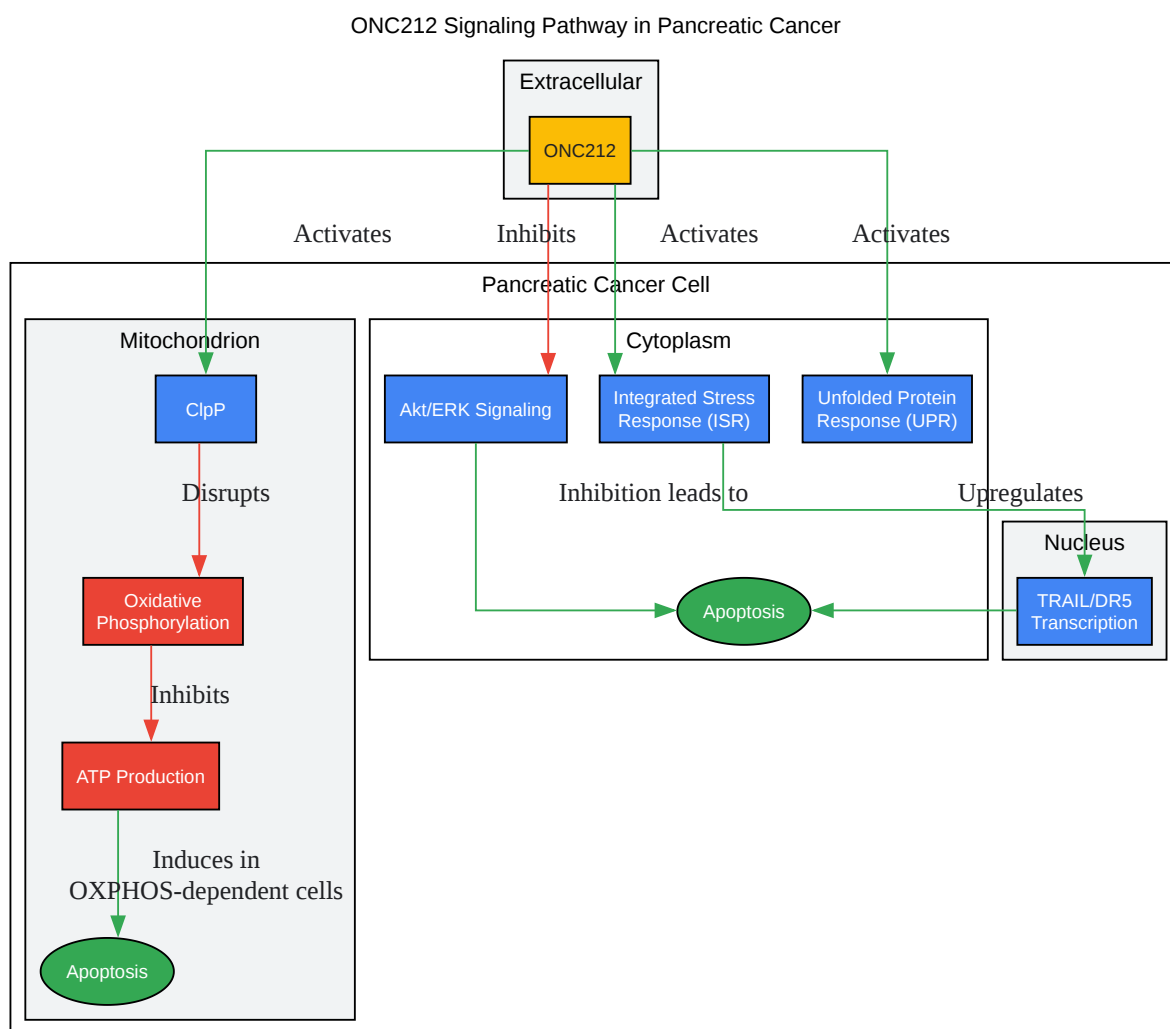 ONC212 Signaling Pathway in Pancreatic Cancer
Extracellular
ONC212
Activates
Inhibits
Activates
Activates
Pancreatic Cancer Cell
Mitochondrion
Cytoplasm
ClpP
Akt/ERK Signaling
Integrated Stress
Response (ISR)
Unfolded Protein
Response (UPR)
Disrupts
Inhibition leads to
Upregulates
Nucleus
Oxidative
Phosphorylation
Apoptosis
TRAIL/DR5
Transcription
Inhibits
ATP Production
Induces in
OXPHOS-dependent cells
Apoptosis